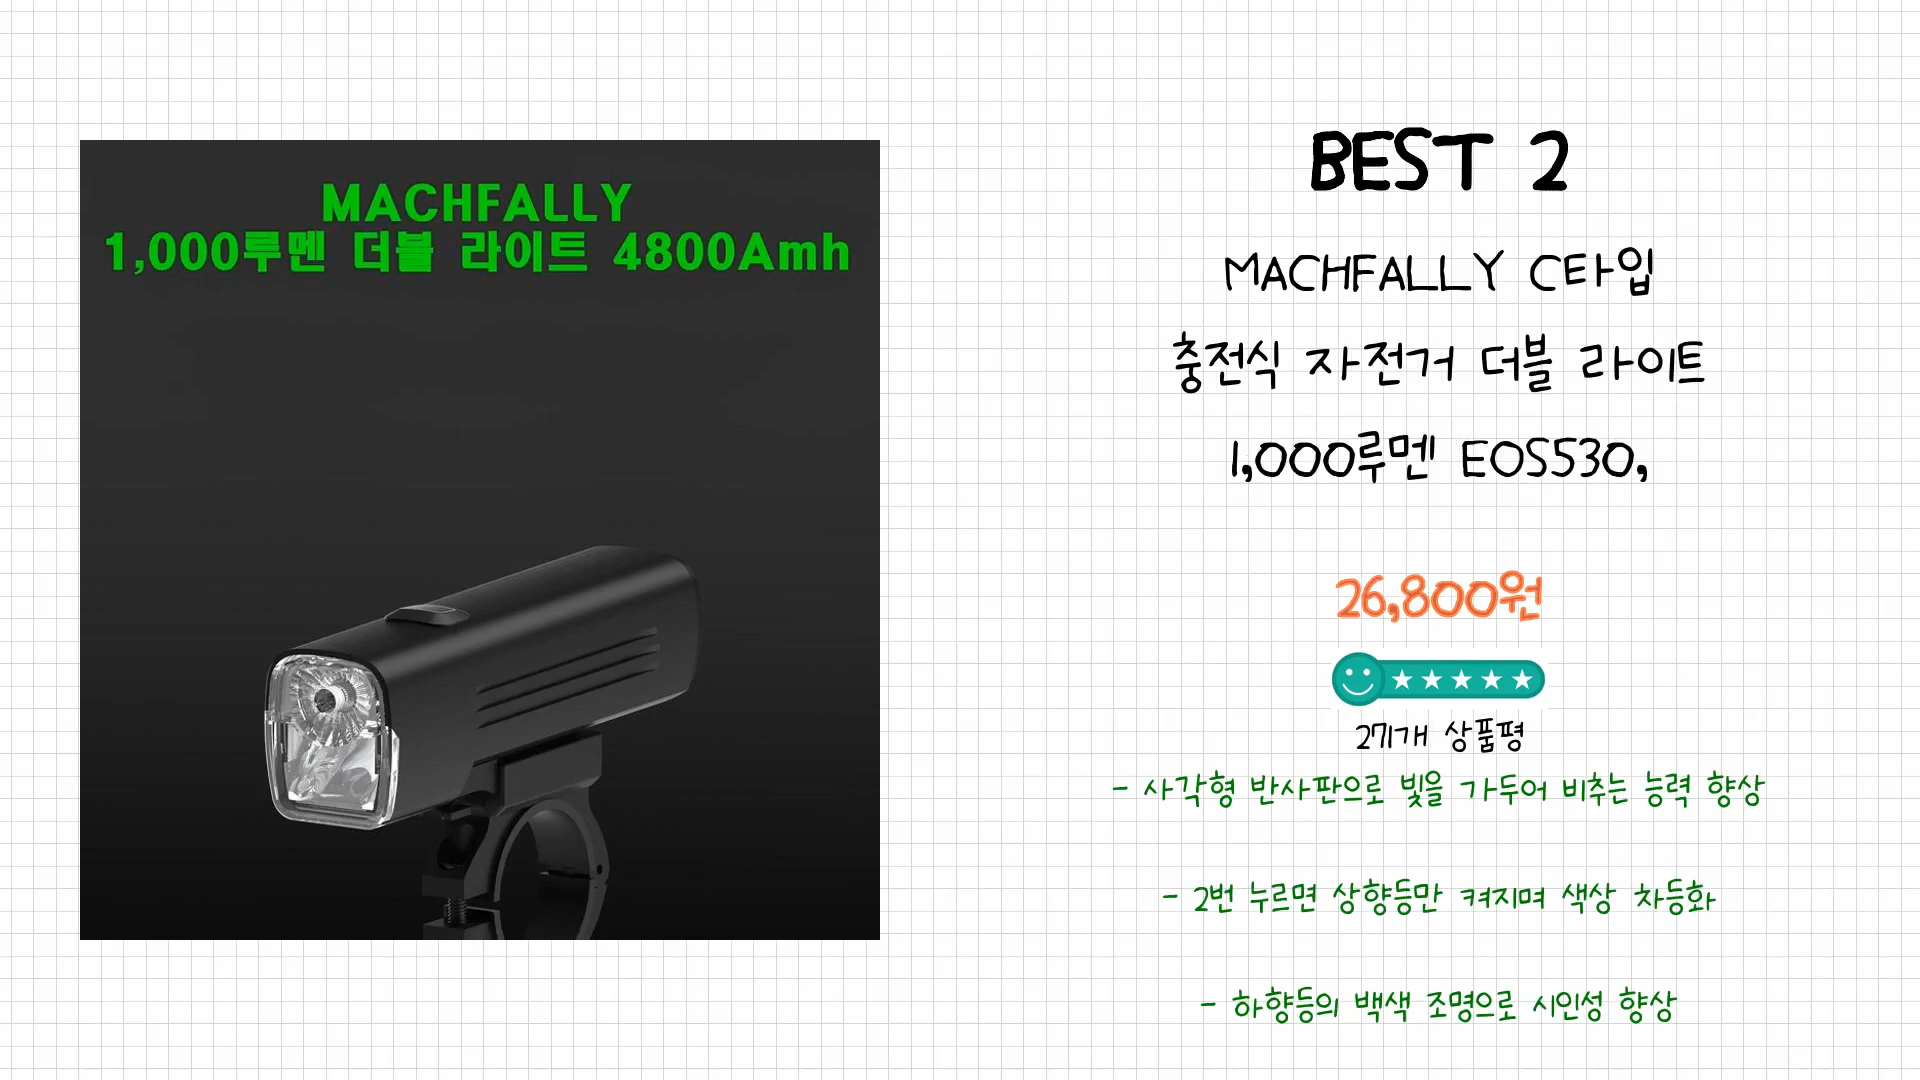 MACHFALLY
1,000루멘 더블 라이트 4800Amh
BEST 2
MACHFALLY C타입
충전식 자전거 더블 라이트
1,000루멘 EOS530,
26,800원
271개 상품평
- 사각형 반사판으로 빛을 가두어 비추는 능력 향상
- 2번 누르면 상향등만 켜지며 색상 차등화
- 하향등의 백색 조명으로 시인성 향상